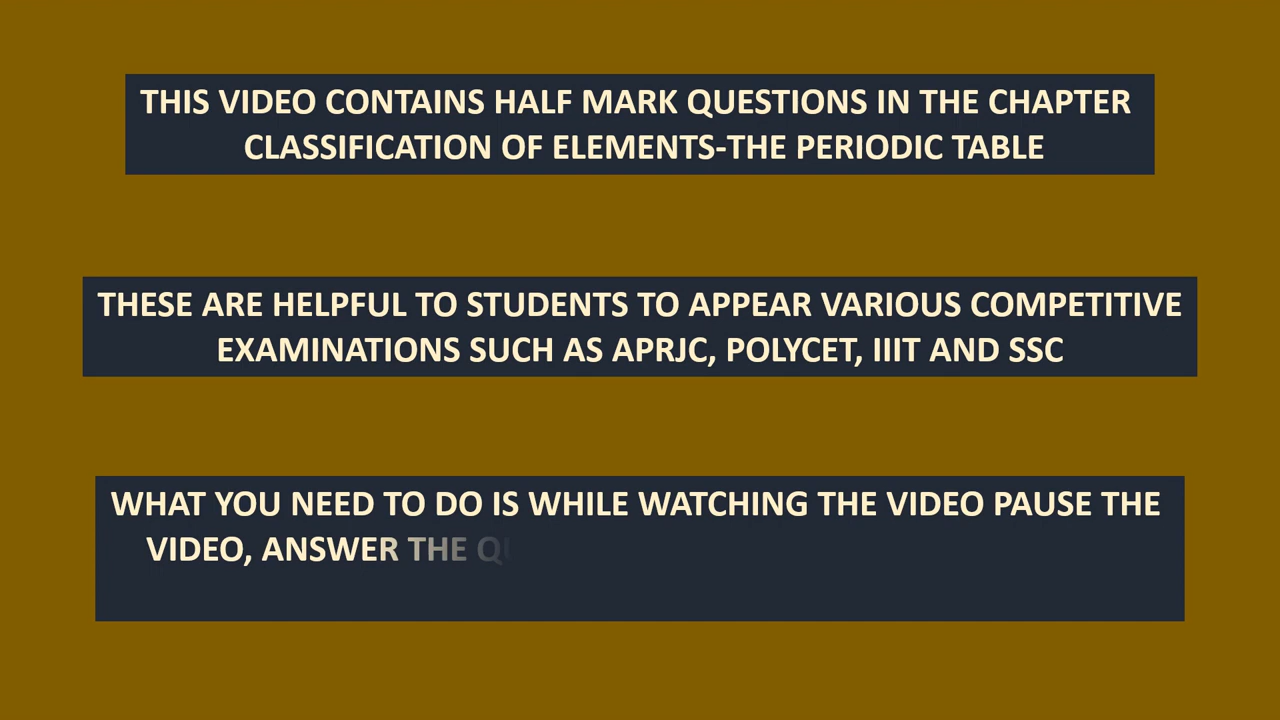 THIS VIDEO CONTAINS HALF MARK QUESTIONS IN THE CHAPTER
CLASSIFICATION OF ELEMENTS-THE PERIODIC TABLE
THESE ARE HELPFUL TO STUDENTS TO APPEAR VARIOUS COMPETITIVE
EXAMINATIONS SUCH AS APRJC, POLYCET, IIIT AND SSC
WHAT YOU NEED TO DO IS WHILE WATCHING THE VIDEO PAUSE THE
VIDEO, ANSWER THE